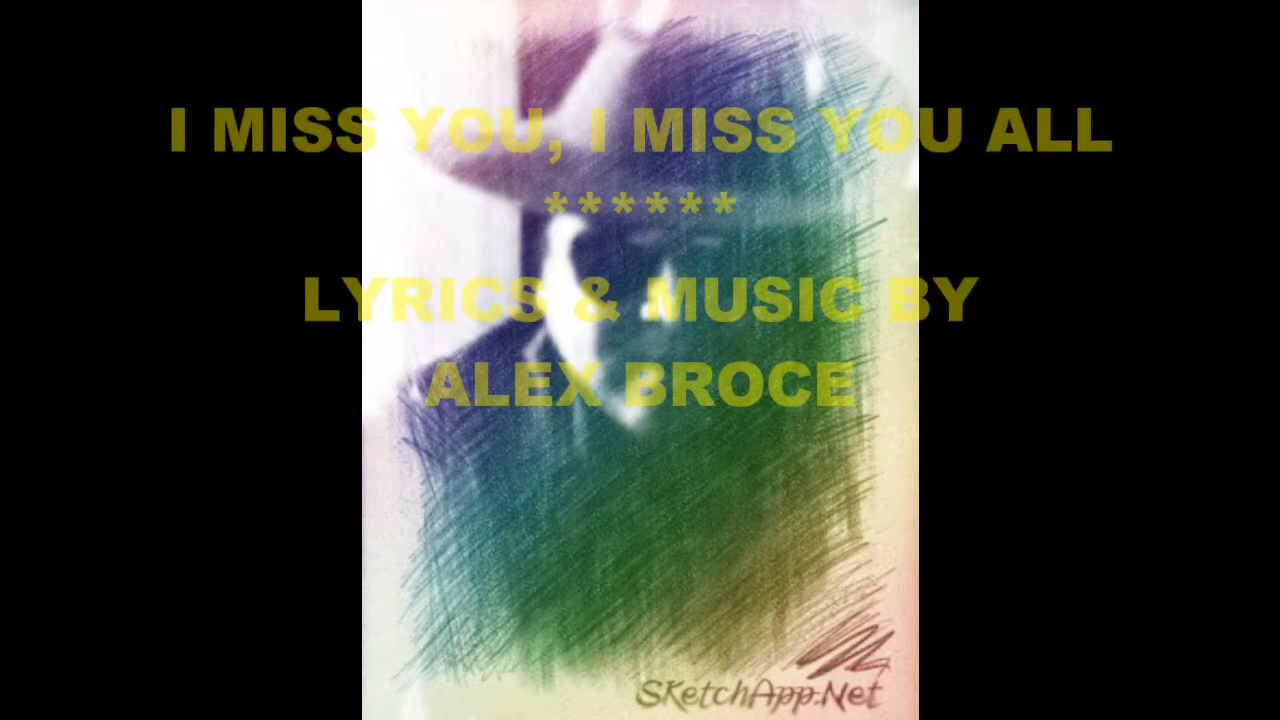 I MISS YOU, I MISS YOU ALL
******
LYRICS & MUSIC BY
ALEX BROCE
SKetchApp.Net